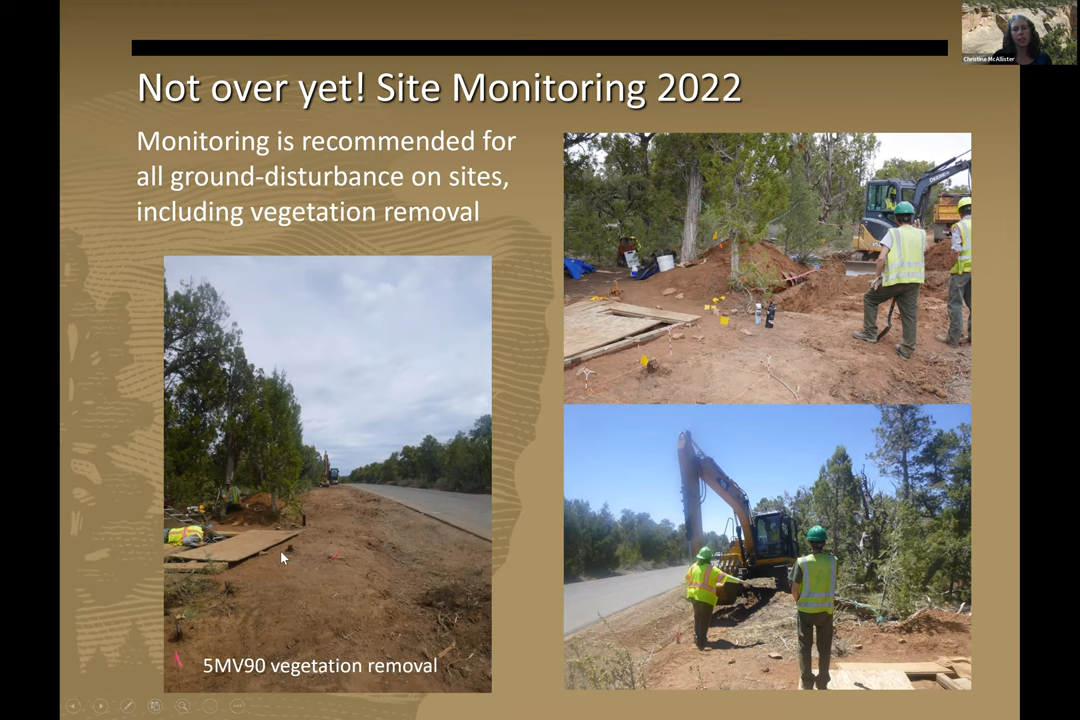 Christine McAllister
Not over yet! Site Monitoring 2022
Monitoring is recommended for
all ground-disturbance on sites,
including vegetation removal
5MV90 vegetation removal